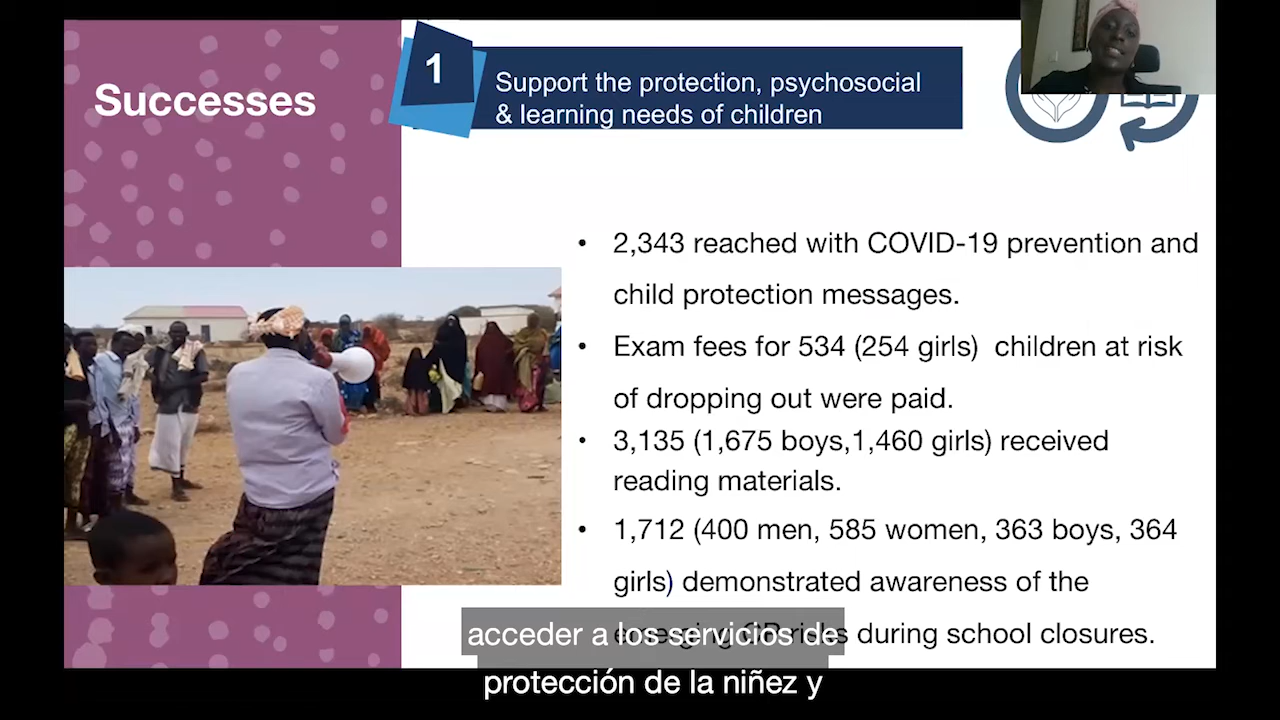 Successes
1
Support the protection, psychosocial
& learning needs of children
• 2,343 reached with COVID-19 prevention and
child protection messages.
• Exam fees for 534 (254 girls) children at risk
of dropping out were paid.
• 3,135 (1,675 boys,1,460 girls) received
reading materials.
• 1,712 (400 men, 585 women, 363 boys, 364
girls) demonstrated awareness of the
emerging CP risks during school closures.
acceder a los servicios de
protección de la niñez y